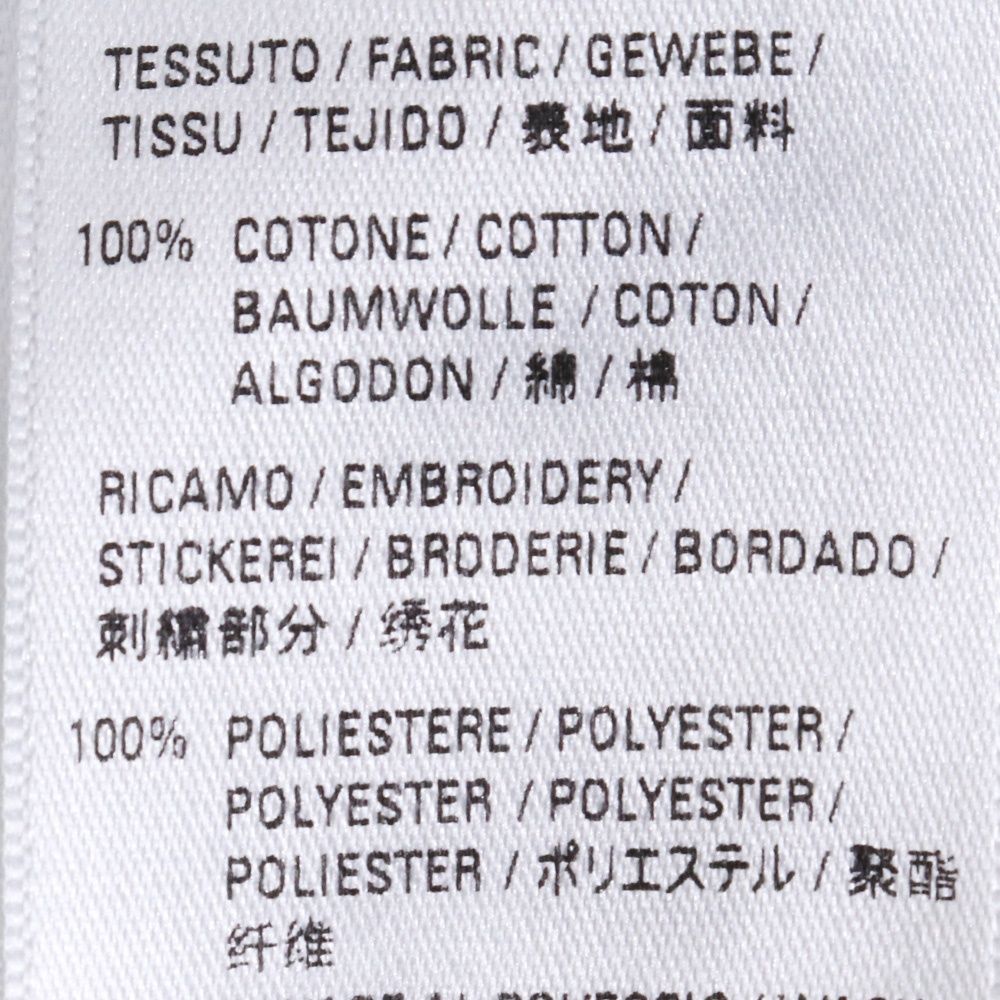 TESSUTO / FABRIC / GEWEBE /
TISSU / TEJIDO / 表地 / 面料
100% COTONE / COTTON /
BAUMWOLLE / COTON /
ALGODON / 綿 / 棉
RICAMO / EMBROIDERY /
STICKEREI / BRODERIE / BORDADO /
刺繍部分 / 绣花
100% POLIESTERE / POLYESTER /
POLYESTER / POLYESTER /
POLIESTER / ポリエステル / 聚酯
纤维